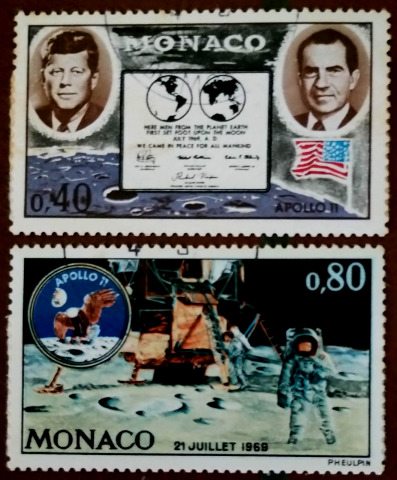 MONACO
HERE MEN FROM THE PLANET EARTH
FIRST SET FOOT UPON THE MOON
JULY 1969, A. D.
WE CAME IN PEACE FOR ALL MANKIND
0,40
APOLLO 11
APOLLO 11
0,80
MONACO
21 JUILLET 1969
PHEULPIN